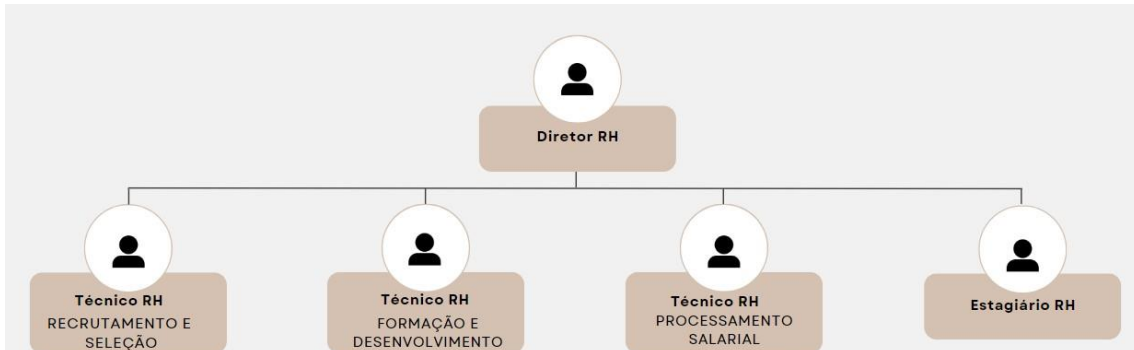 Diretor RH
Técnico RH
RECRUTAMENTO E
SELEÇÃO
Técnico RH
FORMAÇÃO E
DESENVOLVIMENTO
Técnico RH
PROCESSAMENTO
SALARIAL
Estagiário RH